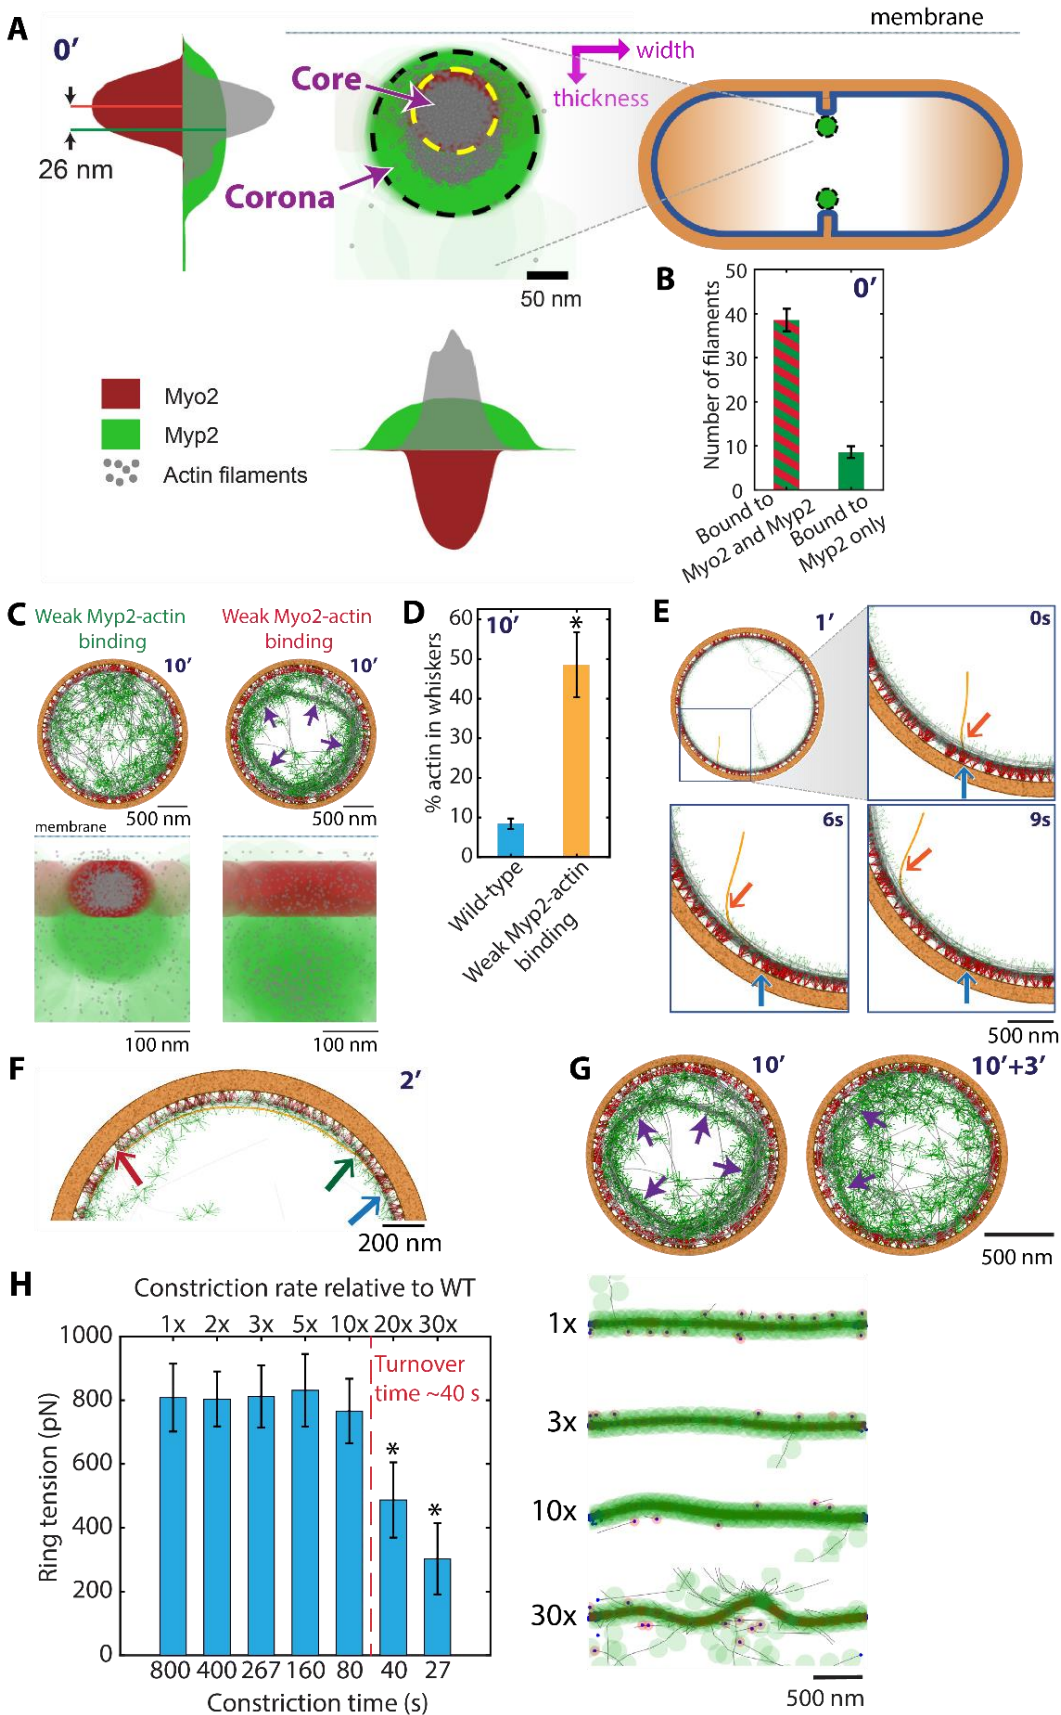 A
0′
26 nm
Core
Corona
membrane
width
thickness
50 nm
Myo2
Myp2
Actin filaments
B
0′
Number of filaments
50
40
30
20
10
0
Bound to
Myo2 and Myp2
Bound to
Myp2 only
C
Weak Myp2-actin
binding
Weak Myo2-actin
binding
10′
10′
500 nm
500 nm
membrane
100 nm
100 nm
D
10′
% actin in whiskers
60
50
40
30
20
10
0
*
Wild-type
Weak Myp2-actin
binding
E
1′
0s
6s
9s
500 nm
F
2′
200 nm
G
10′
10′+3′
500 nm
H
Constriction rate relative to WT
1x 2x 3x 5x 10x 20x 30x
Turnover
time ~40 s
Ring tension (pN)
1000
800
600
400
200
0
*
*
800 400 267 160 80 40 27
Constriction time (s)
1x
3x
10x
30x
500 nm